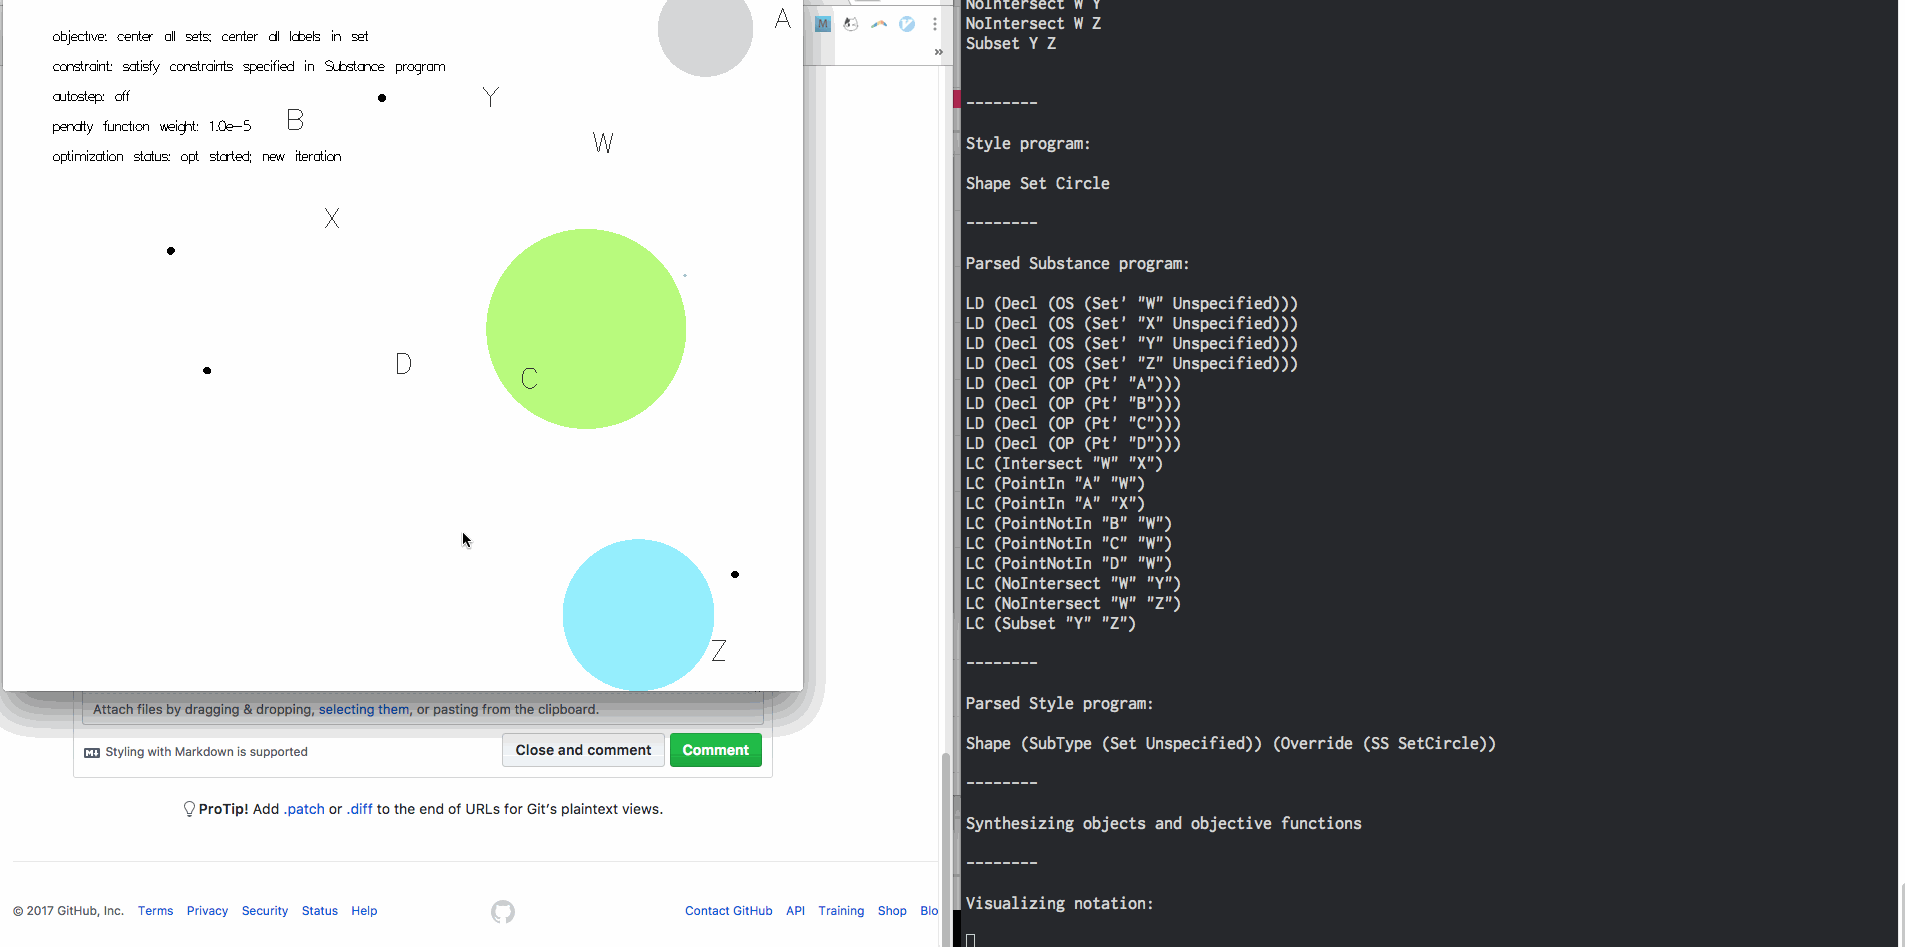 objective: center all sets; center all labels in set
constraint: satisfy constraints specified in Substance program
autostep: off
penalty function weight: 1.0e-5
optimization status: opt started; new iteration
A
Y
B
W
X
D
C
Z
M
»
Attach files by dragging & dropping, selecting them, or pasting from the clipboard.
Styling with Markdown is supported
Close and comment
Comment
ProTip! Add .patch or .diff to the end of URLs for Git's plaintext views.
© 2017 GitHub, Inc. Terms Privacy Security Status Help
Contact GitHub API Training Shop Blo
NoIntersect W Y
NoIntersect W Z
Subset Y Z
--------
Style program:
Shape Set Circle
--------
Parsed Substance program:
LD (Decl (OS (Set' "W" Unspecified)))
LD (Decl (OS (Set' "X" Unspecified)))
LD (Decl (OS (Set' "Y" Unspecified)))
LD (Decl (OS (Set' "Z" Unspecified)))
LD (Decl (OP (Pt' "A")))
LD (Decl (OP (Pt' "B")))
LD (Decl (OP (Pt' "C")))
LD (Decl (OP (Pt' "D")))
LC (Intersect "W" "X")
LC (PointIn "A" "W")
LC (PointIn "A" "X")
LC (PointNotIn "B" "W")
LC (PointNotIn "C" "W")
LC (PointNotIn "D" "W")
LC (NoIntersect "W" "Y")
LC (NoIntersect "W" "Z")
LC (Subset "Y" "Z")
--------
Parsed Style program:
Shape (SubType (Set Unspecified)) (Override (SS SetCircle))
--------
Synthesizing objects and objective functions
--------
Visualizing notation: